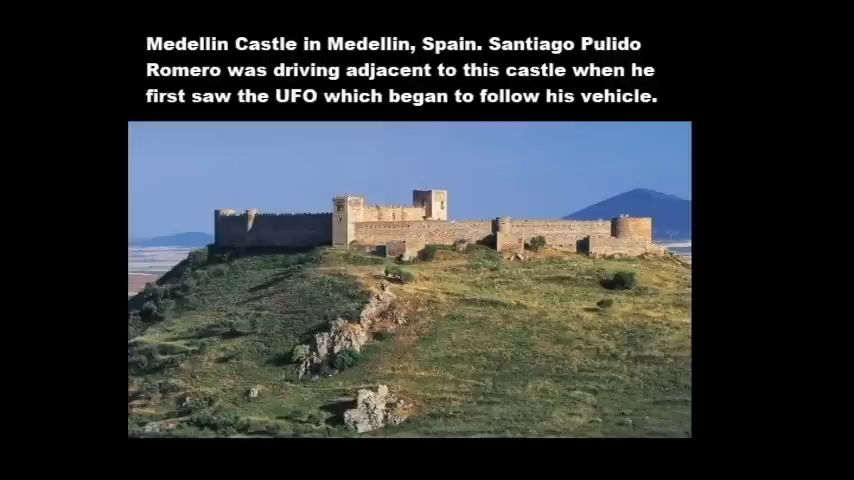 Medellin Castle in Medellin, Spain. Santiago Pulido
Romero was driving adjacent to this castle when he
first saw the UFO which began to follow his vehicle.